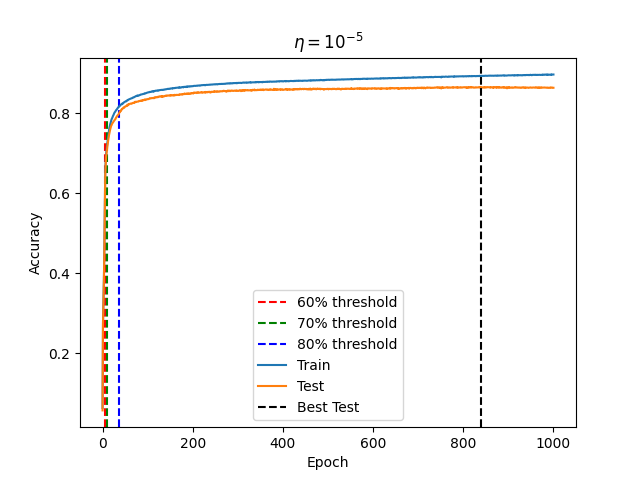 η = 10⁻⁵
Accuracy
0.8
0.6
0.4
0.2
60% threshold
70% threshold
80% threshold
Train
Test
Best Test
0 200 400 600 800 1000
Epoch